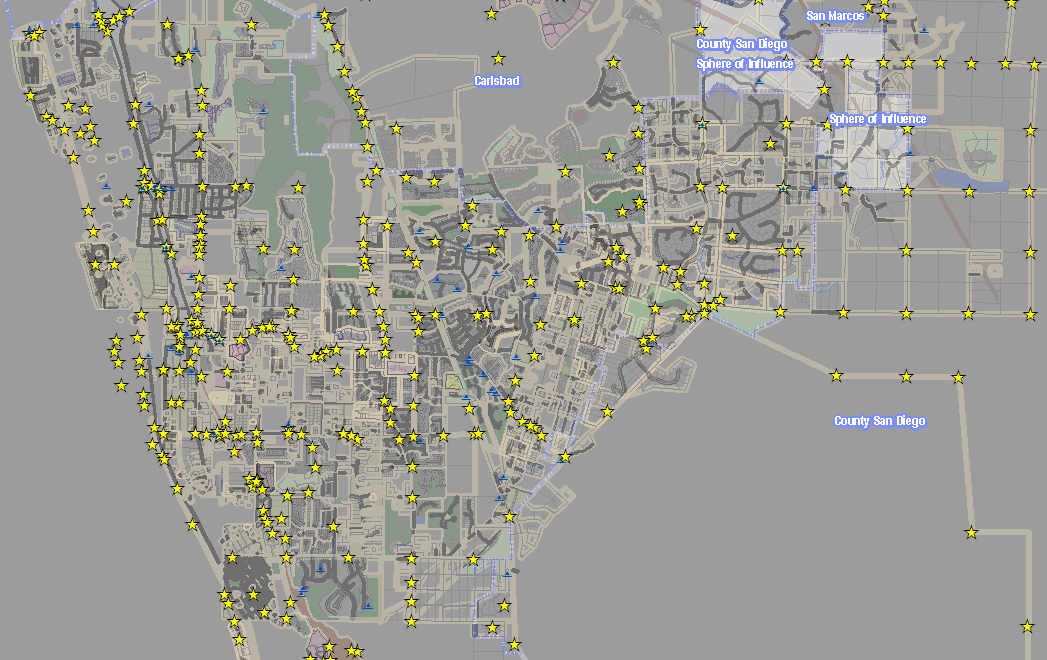 San Marcos
County San Diego
Sphere of Influence
Carlsbad
Sphere of Influence
County San Diego